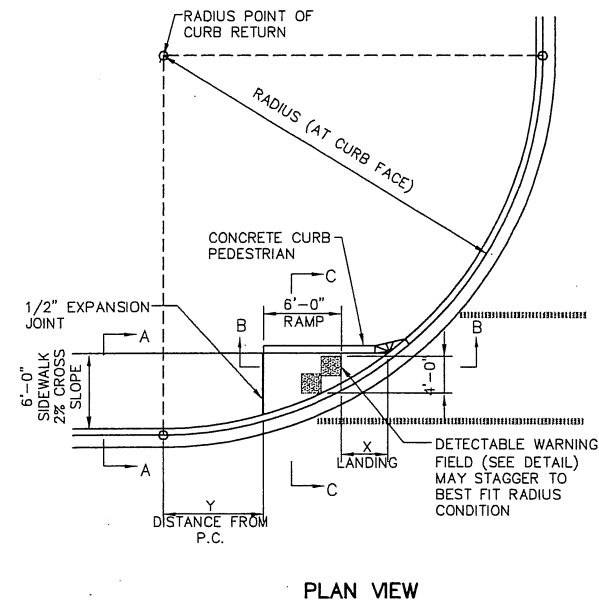 RADIUS POINT OF
CURB RETURN
RADIUS (AT CURB FACE)
CONCRETE CURB
PEDESTRIAN
C
6'-0"
RAMP
1/2" EXPANSION
JOINT
A
B
B
6'-0"
SIDEWALK
2% CROSS
SLOPE
4'-0"
A
X
LANDING
C
DETECTABLE WARNING
FIELD (SEE DETAIL)
MAY STAGGER TO
BEST FIT RADIUS
CONDITION
Y
DISTANCE FROM
P.C.
PLAN VIEW